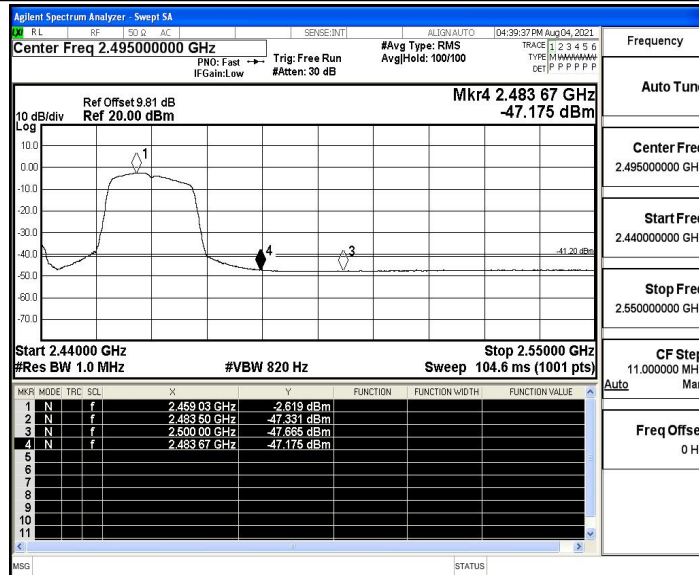 Agilent Spectrum Analyzer - Swept SA
RL RF 50 Ω AC SENSE:INT ALIGNAUTO 04:39:37 PM Aug 04, 2021
Center Freq 2.495000000 GHz
PNO: Fast
IFGain:Low
Trig: Free Run
#Atten: 30 dB
#Avg Type: RMS
Avg|Hold: 100/100
TRACE 1 2 3 4 5 6
TYPE M WWWWW
DET P P P P P P
Frequency
Auto Tun
Ref Offset 9.81 dB
10 dB/div Ref 20.00 dBm
Log
Mkr4 2.483 67 GHz
-47.175 dBm
10.0
0.00
-10.0
-20.0
-30.0
-40.0
-50.0
-60.0
-70.0
1
4
3
-41.20 dBm
Center Fre
2.495000000 GH
Start Fre
2.440000000 GH
Stop Fre
2.550000000 GH
CF Ste
11.000000 MH
Auto Ma
Freq Offse
0 H
Start 2.44000 GHz Stop 2.55000 GHz
#Res BW 1.0 MHz #VBW 820 Hz Sweep 104.6 ms (1001 pts)
MKR MODE TRC SCL X Y FUNCTION FUNCTION WIDTH FUNCTION VALUE
1 N f 2.459 03 GHz -2.619 dBm
2 N f 2.483 50 GHz -47.331 dBm
3 N f 2.500 00 GHz -47.665 dBm
4 N f 2.483 67 GHz -47.175 dBm
5
6
7
8
9
10
11
MSG STATUS